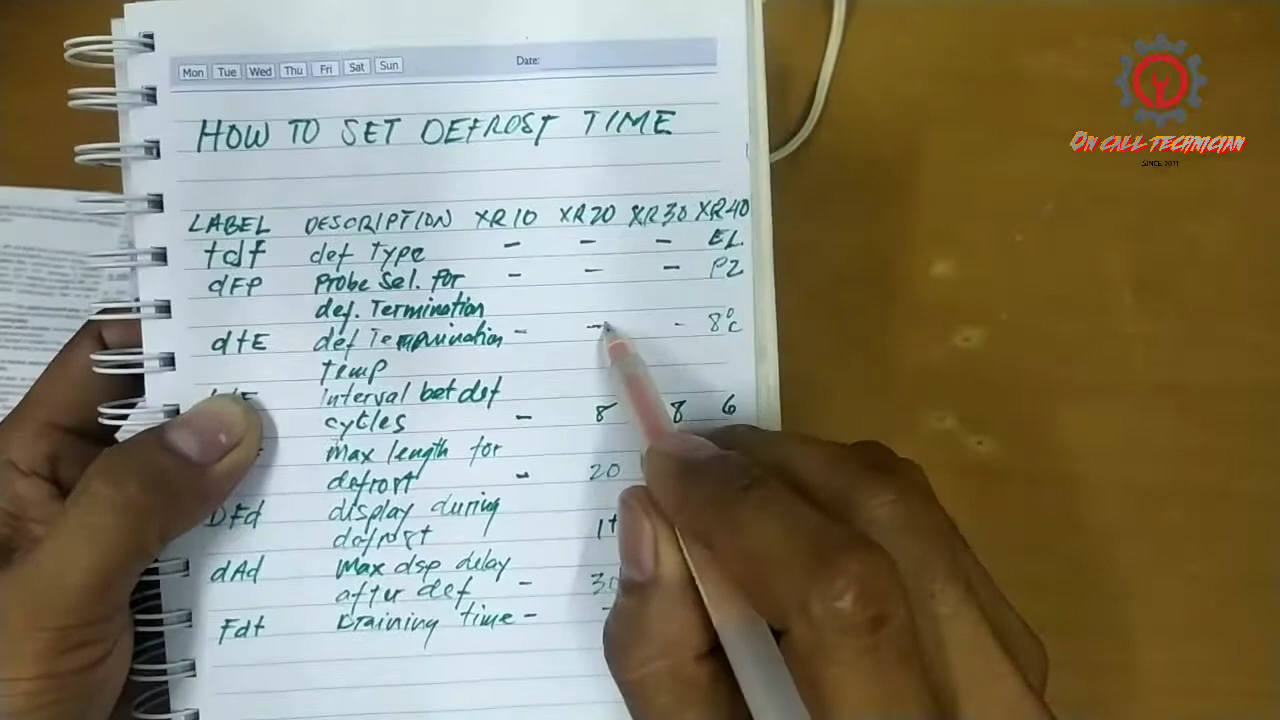 Mon Tue Wed Thu Fri Sat Sun Date:
HOW TO SET DEFROST TIME
LABEL DESCRIPTION XR10 XR20 XR30 XR40
tdf def Type - - - EL
dFP Probe Sel. for - - - P2
def. Termination
dtE def Termination - - - 8°C
Temp
Interval bet def
cycles - 8 8 6
Max length for
defrost - 20
DFd display during
defrost
dAd Max dsp delay
after def - 30
Fdt Draining time -
ON CALL TECHNICIAN
SINCE 2011